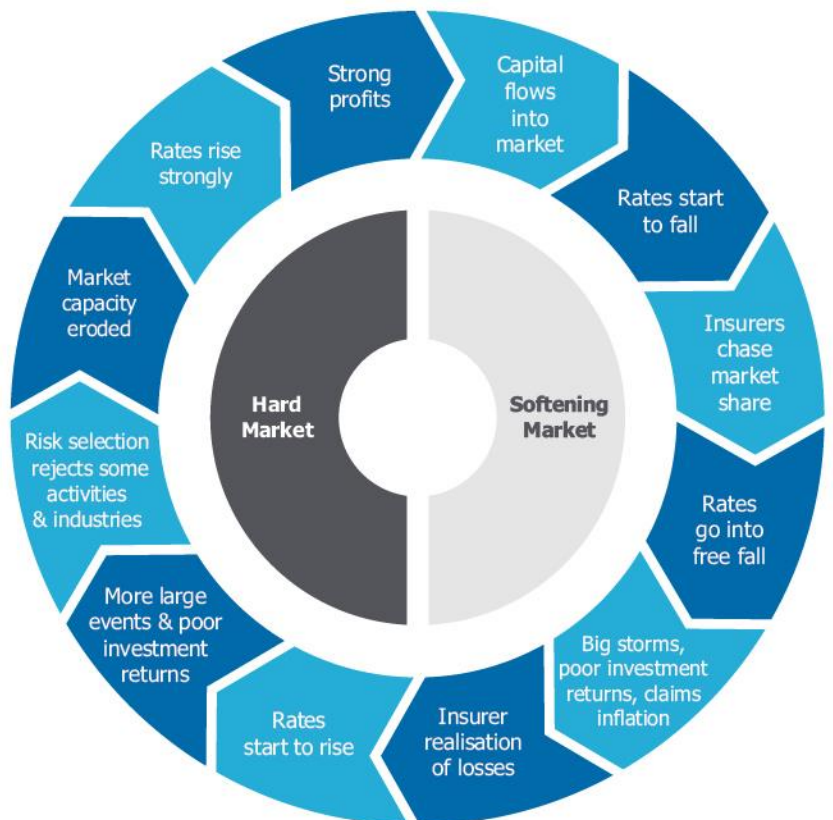 Strong
profits
Capital
flows
into
market
Rates start
to fall
Insurers
chase
market
share
Rates
go into
free fall
Big storms,
poor investment
returns, claims
inflation
Insurer
realisation
of losses
Rates
start to rise
More large
events & poor
investment
returns
Risk selection
rejects some
activities
& industries
Market
capacity
eroded
Rates rise
strongly
Hard
Market
Softening
Market